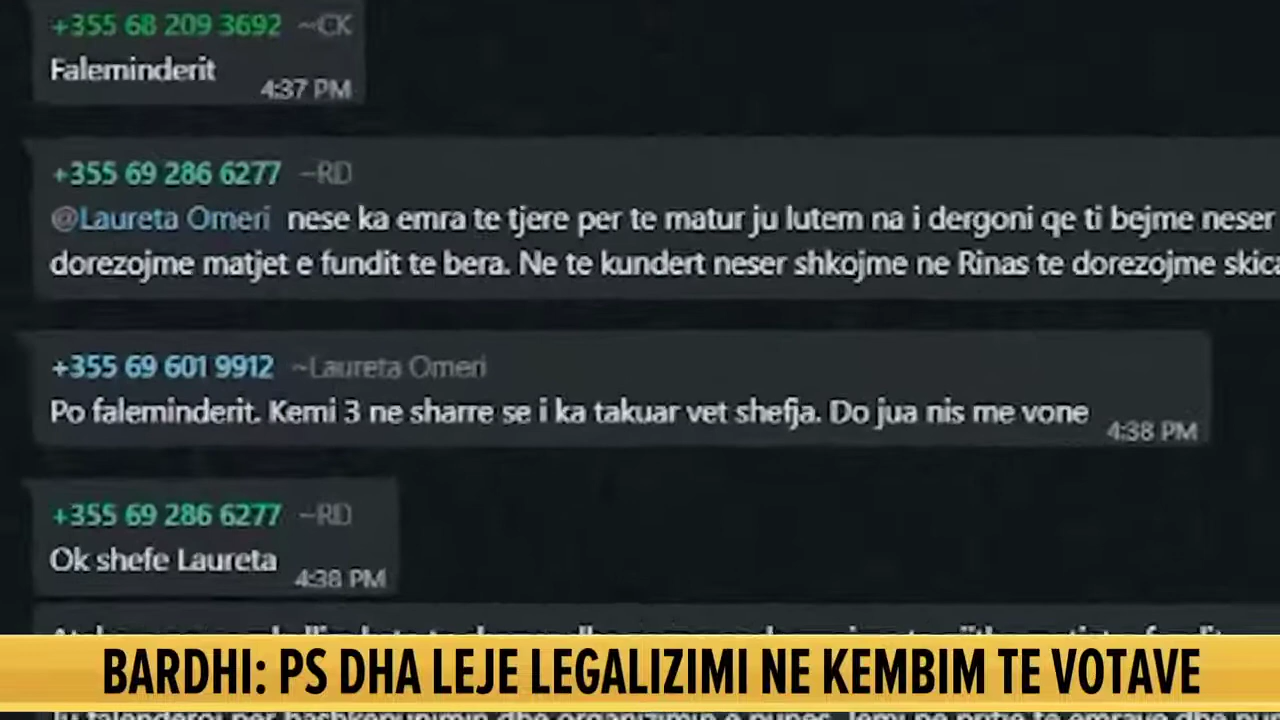 +355 68 209 3692 ~CK
Faleminderit
4:37 PM
+355 69 286 6277 ~RD
@Laureta Omeri nese ka emra te tjere per te matur ju lutem na i dergoni qe ti bejme neser
dorezojme matjet e fundit te bera. Ne te kundert neser shkojme ne Rinas te dorezojme
+355 69 601 9912 ~Laureta Omeri
Po faleminderit. Kemi 3 ne sharre se i ka takuar vet shefja. Do jua nis me vone
4:38 PM
+355 69 286 6277 ~RD
Ok shefe Laureta
4:38 PM
BARDHI: PS DHA LEJE LEGALIZIMI NE KEMBIM TE VOTAVE